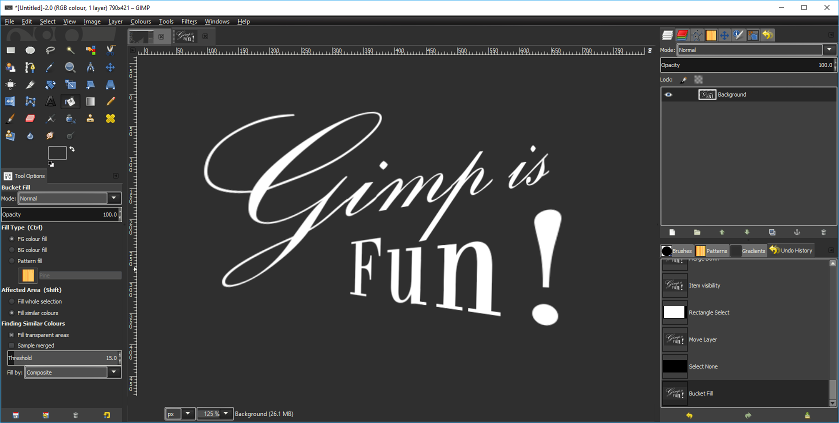 *[Untitled]-2.0 (RGB colour, 1 layer) 790x421 – GIMP
File Edit Select View Image Layer Colours Tools Filters Windows Help
Tool Options
Bucket Fill
Mode: Normal
Opacity 100.0
Fill Type (Ctrl)
FG colour fill
BG colour fill
Pattern fill
Pine
Affected Area (Shift)
Fill whole selection
Fill similar colours
Finding Similar Colours
Fill transparent areas
Sample merged
Threshold 15.0
Fill by: Composite
Gimp is
Fun!
px 125 % Background (26.1 MB)
Mode: Normal
Opacity 100.0
Lock:
Background
Brushes Patterns Gradients Undo History
Merge Down
Item visibility
Rectangle Select
Move Layer
Select None
Bucket Fill